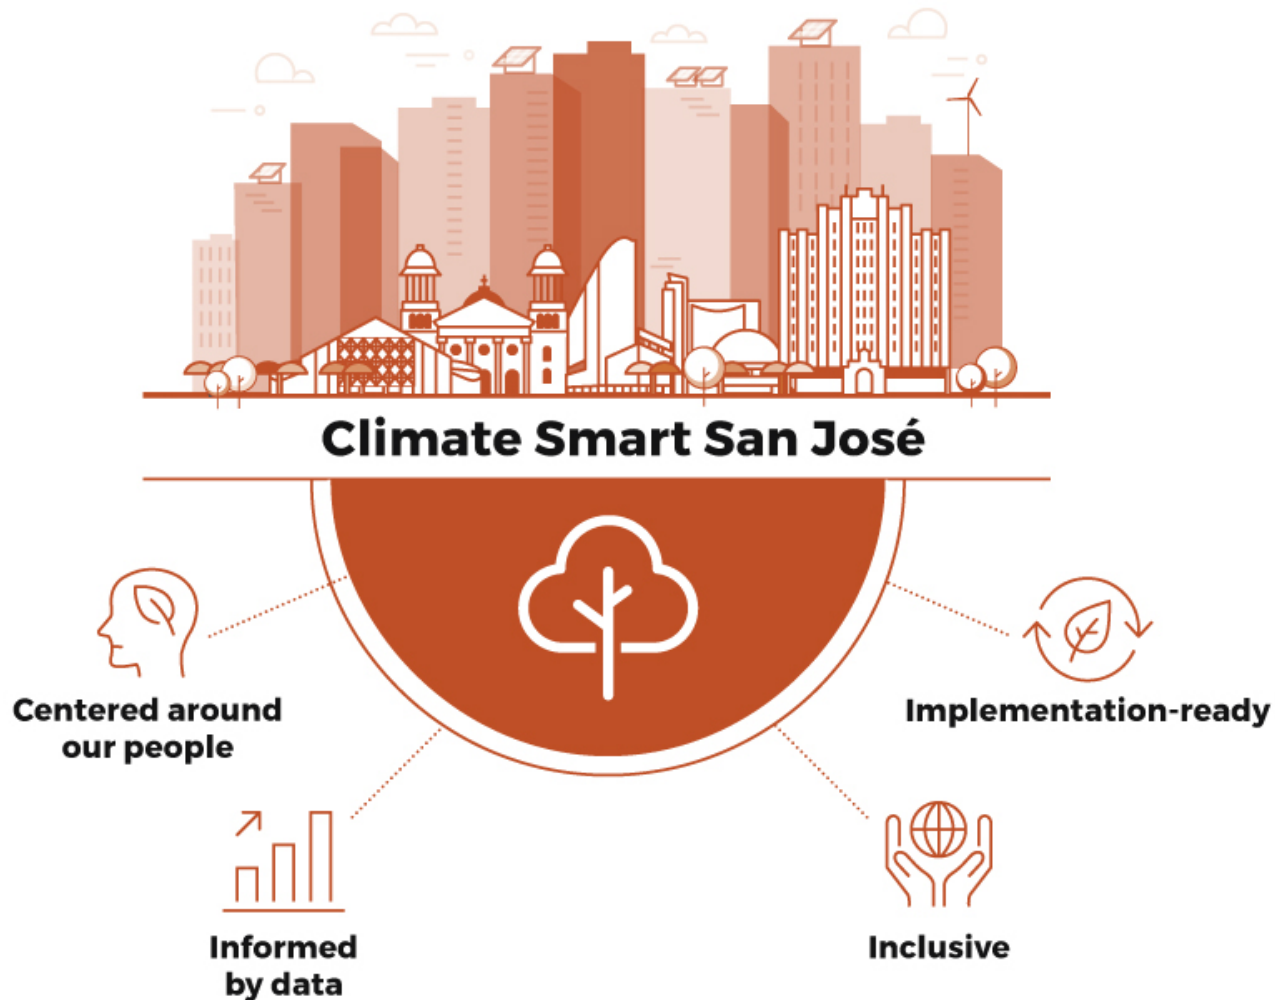 Climate Smart San José
Centered around
our people
Implementation-ready
Informed
by data
Inclusive